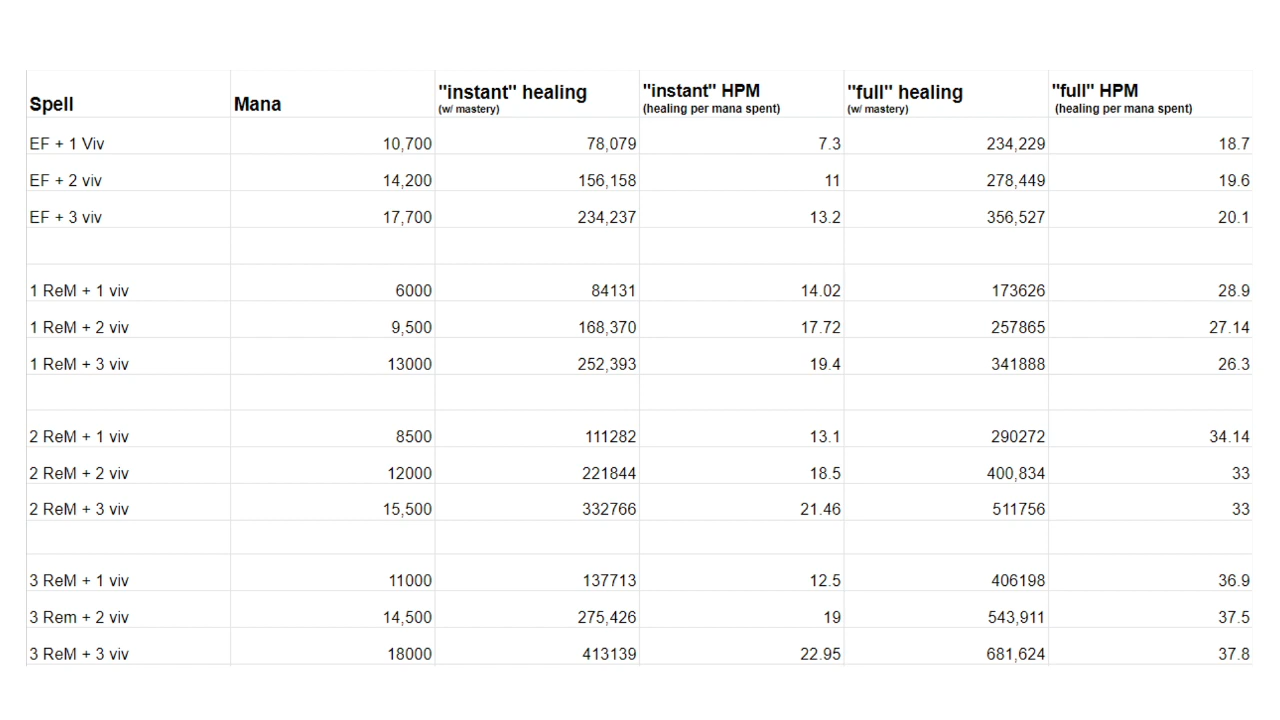 Spell Mana "instant" healing (w/ mastery) "instant" HPM (healing per mana spent) "full" healing (w/ mastery) "full" HPM (healing per mana spent)
EF + 1 Viv 10,700 78,079 7.3 234,229 18.7
EF + 2 viv 14,200 156,158 11 278,449 19.6
EF + 3 viv 17,700 234,237 13.2 356,527 20.1
1 ReM + 1 viv 6000 84131 14.02 173626 28.9
1 ReM + 2 viv 9,500 168,370 17.72 257865 27.14
1 ReM + 3 viv 13000 252,393 19.4 341888 26.3
2 ReM + 1 viv 8500 111282 13.1 290272 34.14
2 ReM + 2 viv 12000 221844 18.5 400,834 33
2 ReM + 3 viv 15,500 332766 21.46 511756 33
3 ReM + 1 viv 11000 137713 12.5 406198 36.9
3 Rem + 2 viv 14,500 275,426 19 543,911 37.5
3 ReM + 3 viv 18000 413139 22.95 681,624 37.8